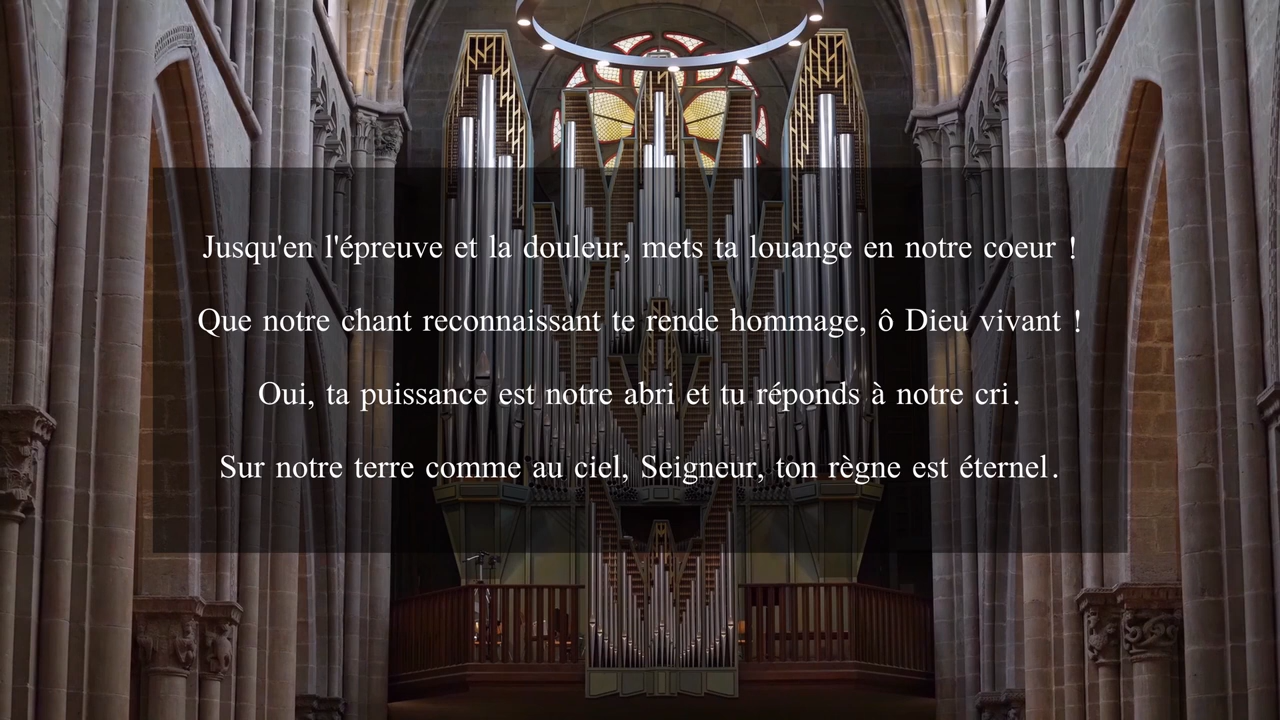 Jusqu'en l'épreuve et la douleur, mets ta louange en notre coeur !
Que notre chant reconnaissant te rende hommage, ô Dieu vivant !
Oui, ta puissance est notre abri et tu réponds à notre cri.
Sur notre terre comme au ciel, Seigneur, ton règne est éternel.